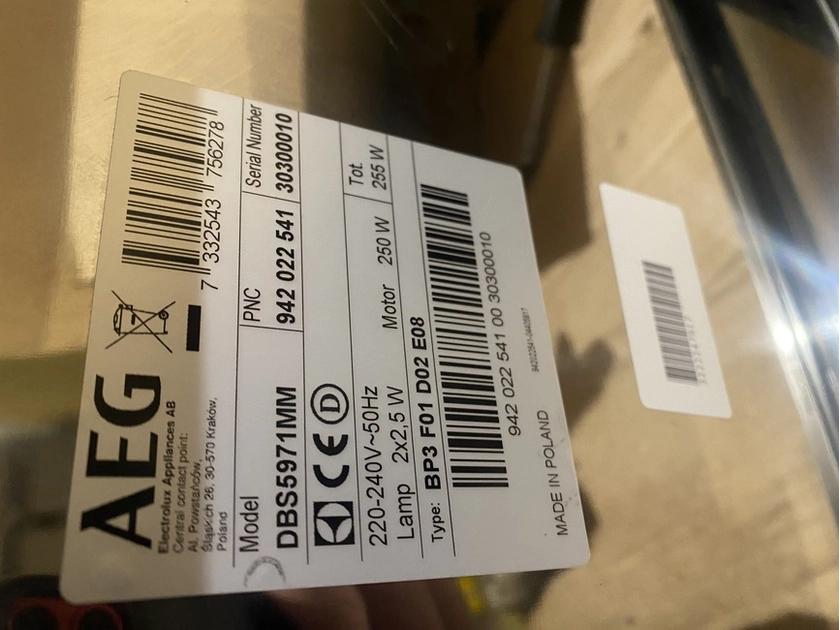 AEG
Electrolux Appliances AB
Central contact point:
Al. Powstańców
Śląskich 26, 30-570 Kraków,
Poland
7 332543 756278
Model PNC Serial Number
DBS5971MM 942 022 541 30300010
CE D
220-240V~50Hz Tot.
Lamp 2x2,5 W Motor 250 W 255 W
Type: BP3 F01 D02 E08
942 022 541 00 30300010
MADE IN POLAND